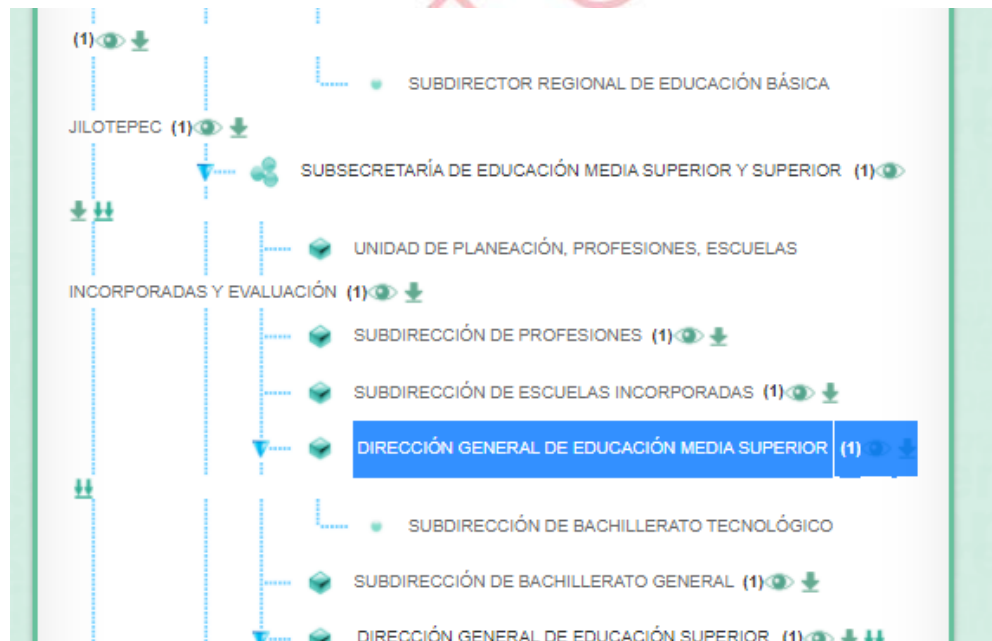 (1)
SUBDIRECTOR REGIONAL DE EDUCACIÓN BÁSICA
JILOTEPEC (1)
SUBSECRETARÍA DE EDUCACIÓN MEDIA SUPERIOR Y SUPERIOR (1)
UNIDAD DE PLANEACIÓN, PROFESIONES, ESCUELAS
INCORPORADAS Y EVALUACIÓN (1)
SUBDIRECCIÓN DE PROFESIONES (1)
SUBDIRECCIÓN DE ESCUELAS INCORPORADAS (1)
DIRECCIÓN GENERAL DE EDUCACIÓN MEDIA SUPERIOR (1)
SUBDIRECCIÓN DE BACHILLERATO TECNOLÓGICO
SUBDIRECCIÓN DE BACHILLERATO GENERAL (1)
DIRECCIÓN GENERAL DE EDUCACIÓN SUPERIOR (1)